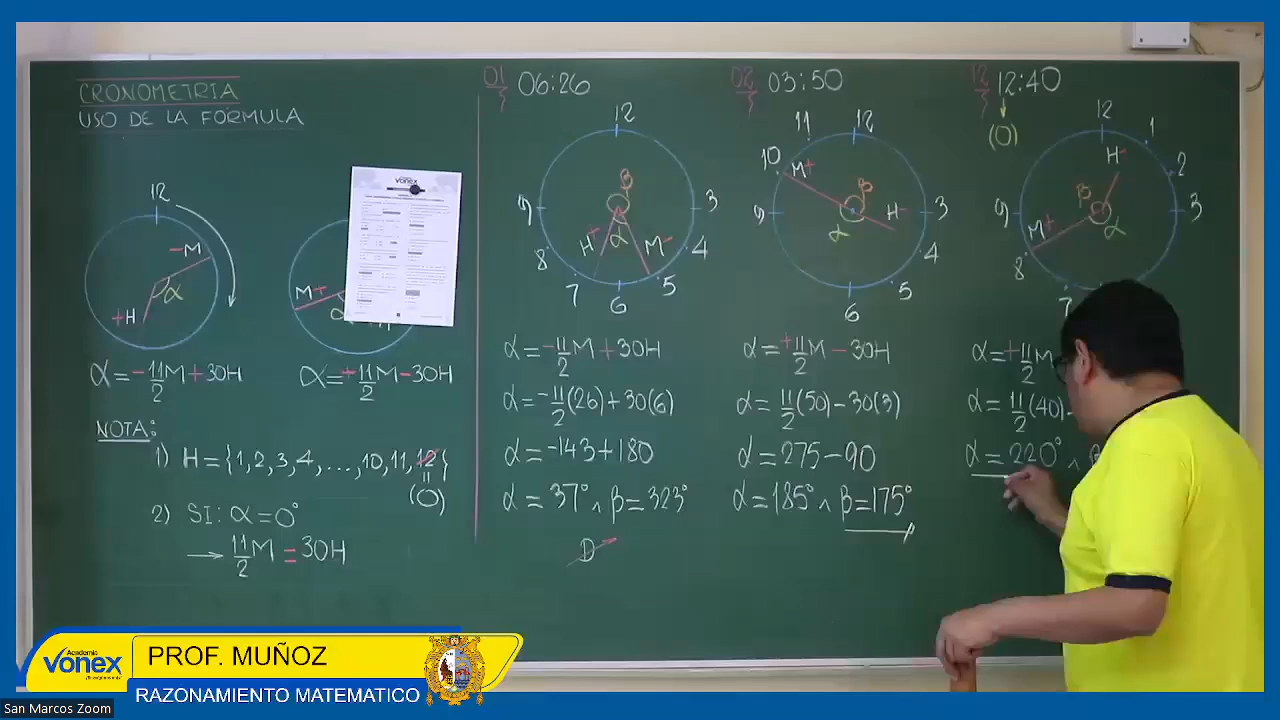 CRONOMETRIA
USO DE LA FÓRMULA
12
-M
α
+H
α = -11/2 M + 30H
VONEX
M+
α = +11/2 M - 30H
NOTA:
1) H = {1, 2, 3, 4, ..., 10, 11, 12}
(0)
2) SI: α = 0°
→ 11/2 M = 30H
01 06:26
12
β
9 3
H+ α M-
8 4
7 5
6
α = -11/2 M + 30H
α = -11/2 (26) + 30(6)
α = -143 + 180
α = 37° ∧ β = 323°
D
02 03:50
11 12
10 M+
β
9 H- 3
α
4
5
6
α = +11/2 M - 30H
α = 11/2 (50) - 30(3)
α = 275 - 90
α = 185° ∧ β = 175°
12 12:40
(0)
12 1
H- 2
β
9 3
M+ α
8
7
α = +11/2 M
α = 11/2 (40) -
α = 220° ∧ β
Academia
vonex
PROF. MUÑOZ
RAZONAMIENTO MATEMATICO
San Marcos Zoom